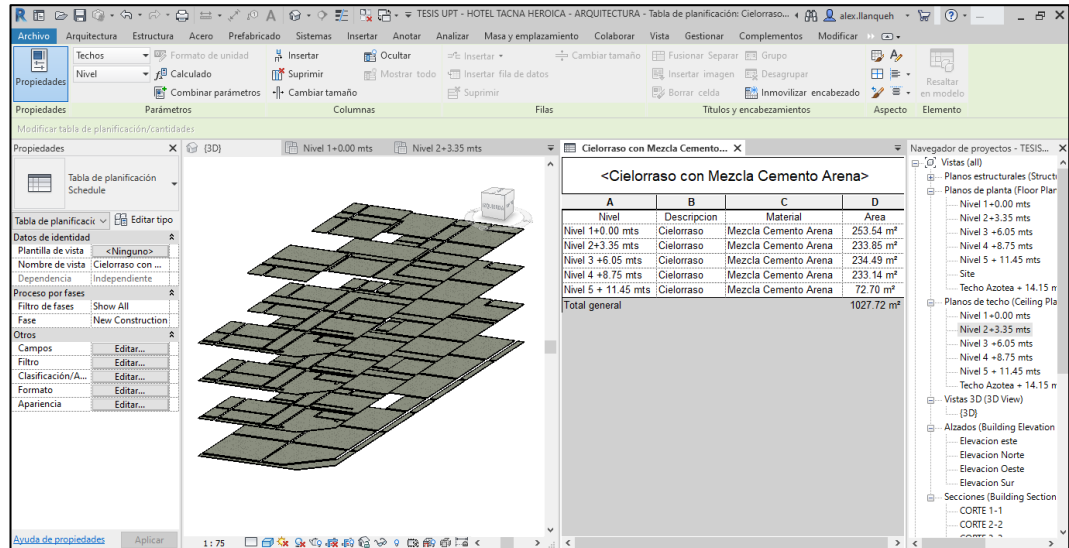 TESIS UPT - HOTEL TACNA HEROICA - ARQUITECTURA - Tabla de planificación: Cielorraso...
alex.llanqueh
Archivo Arquitectura Estructura Acero Prefabricado Sistemas Insertar Anotar Analizar Masa y emplazamiento Colaborar Vista Gestionar Complementos Modificar
Techos Formato de unidad Insertar Ocultar Insertar Cambiar tamaño Fusionar Separar Grupo
Nivel Calculado Suprimir Mostrar todo Insertar fila de datos Insertar imagen Desagrupar Resaltar en modelo
Propiedades Combinar parámetros Cambiar tamaño Suprimir Borrar celda Inmovilizar encabezado
Propiedades Parámetros Columnas Filas Títulos y encabezamientos Aspecto Elemento
Modificar tabla de planificación/cantidades
Propiedades
{3D} Nivel 1+0.00 mts Nivel 2+3.35 mts Cielorraso con Mezcla Cemento...
Navegador de proyectos - TESIS...
Tabla de planificación
Schedule
Tabla de planificacic Editar tipo
Datos de identidad
Plantilla de vista <Ninguno>
Nombre de vista Cielorraso con ...
Dependencia Independiente
Proceso por fases
Filtro de fases Show All
Fase New Construction
Otros
Campos Editar...
Filtro Editar...
Clasificación/A... Editar...
Formato Editar...
Apariencia Editar...
Ayuda de propiedades Aplicar
1 : 75
<Cielorraso con Mezcla Cemento Arena>
A B C D
Nivel Descripcion Material Area
Nivel 1+0.00 mts Cielorraso Mezcla Cemento Arena 253.54 m²
Nivel 2+3.35 mts Cielorraso Mezcla Cemento Arena 233.85 m²
Nivel 3 +6.05 mts Cielorraso Mezcla Cemento Arena 234.49 m²
Nivel 4 +8.75 mts Cielorraso Mezcla Cemento Arena 233.14 m²
Nivel 5 + 11.45 mts Cielorraso Mezcla Cemento Arena 72.70 m²
Total general 1027.72 m²
Vistas (all)
Planos estructurales (Struct
Planos de planta (Floor Plar
Nivel 1+0.00 mts
Nivel 2+3.35 mts
Nivel 3 +6.05 mts
Nivel 4 +8.75 mts
Nivel 5 + 11.45 mts
Site
Techo Azotea + 14.15 m
Planos de techo (Ceiling Pla
Nivel 1+0.00 mts
Nivel 2+3.35 mts
Nivel 3 +6.05 mts
Nivel 4 +8.75 mts
Nivel 5 + 11.45 mts
Techo Azotea + 14.15 m
Vistas 3D (3D View)
{3D}
Alzados (Building Elevation
Elevacion este
Elevacion Norte
Elevacion Oeste
Elevacion Sur
Secciones (Building Section
CORTE 1-1
CORTE 2-2